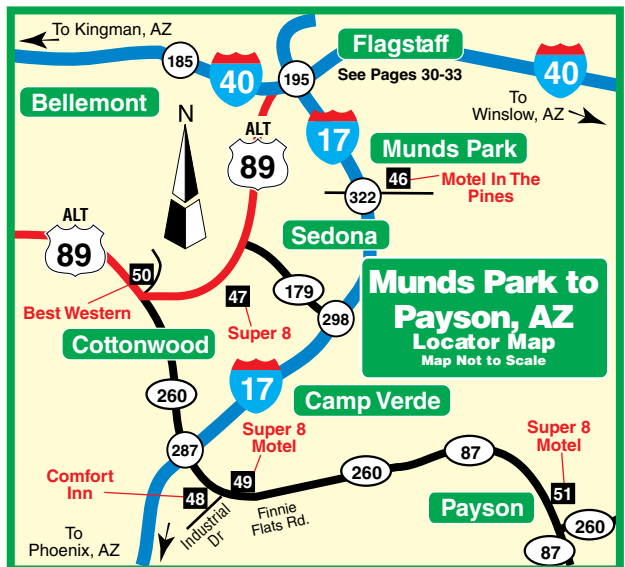 To Kingman, AZ
185
40
195
Flagstaff
See Pages 30-33
40
Bellemont
To
Winslow, AZ
N
ALT
89
17
Munds Park
46
Motel In The
Pines
322
ALT
89
Sedona
50
Best Western
47
Super 8
179
298
Munds Park to
Payson, AZ
Locator Map
Map Not to Scale
Cottonwood
260
17
Camp Verde
287
Super 8
Motel
49
Comfort
Inn
48
Industrial
Dr
Finnie
Flats Rd.
260
87
Super 8
Motel
51
Payson
260
87
To
Phoenix, AZ